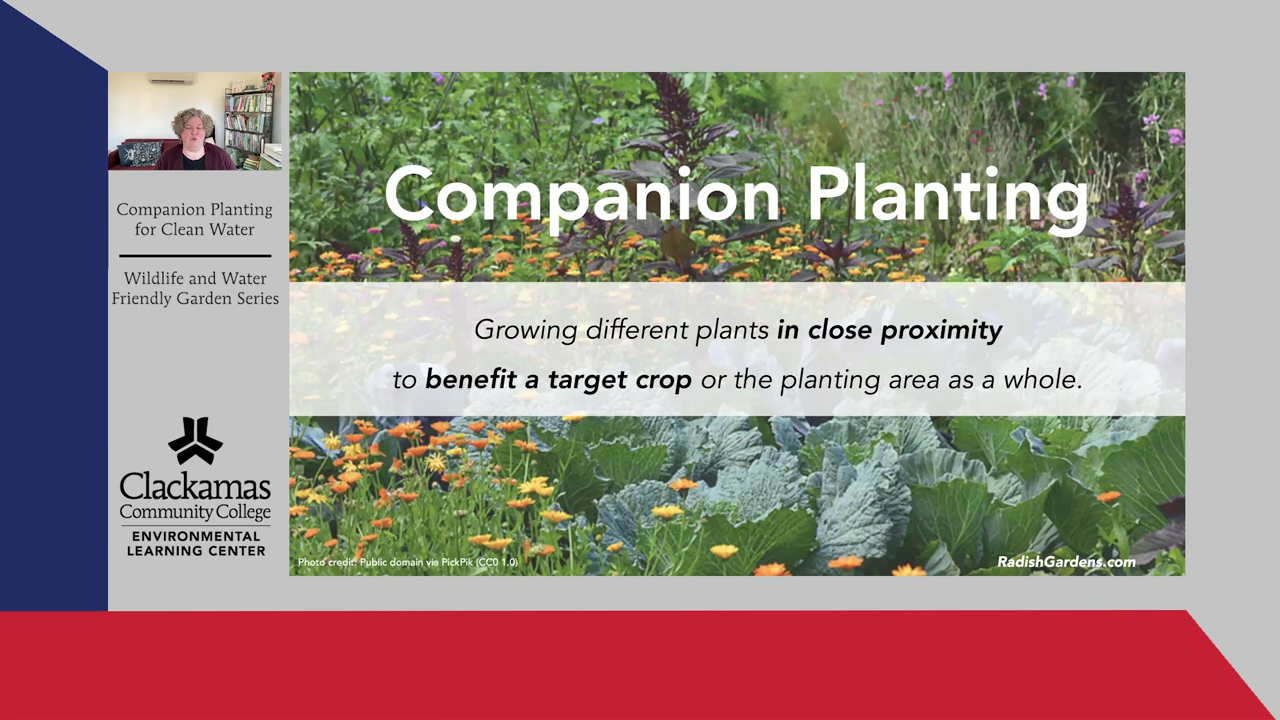 Companion Planting
for Clean Water
Wildlife and Water
Friendly Garden Series
Clackamas
Community College
ENVIRONMENTAL
LEARNING CENTER
Companion Planting
Growing different plants in close proximity
to benefit a target crop or the planting area as a whole.
Photo credit: Public domain via PickPik (CC0 1.0)
RadishGardens.com